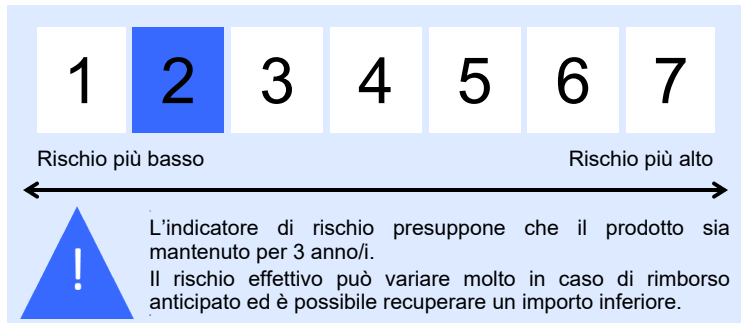 1 2 3 4 5 6 7
Rischio più basso Rischio più alto
L'indicatore di rischio presuppone che il prodotto sia
mantenuto per 3 anno/i.
Il rischio effettivo può variare molto in caso di rimborso
anticipato ed è possibile recuperare un importo inferiore.
!